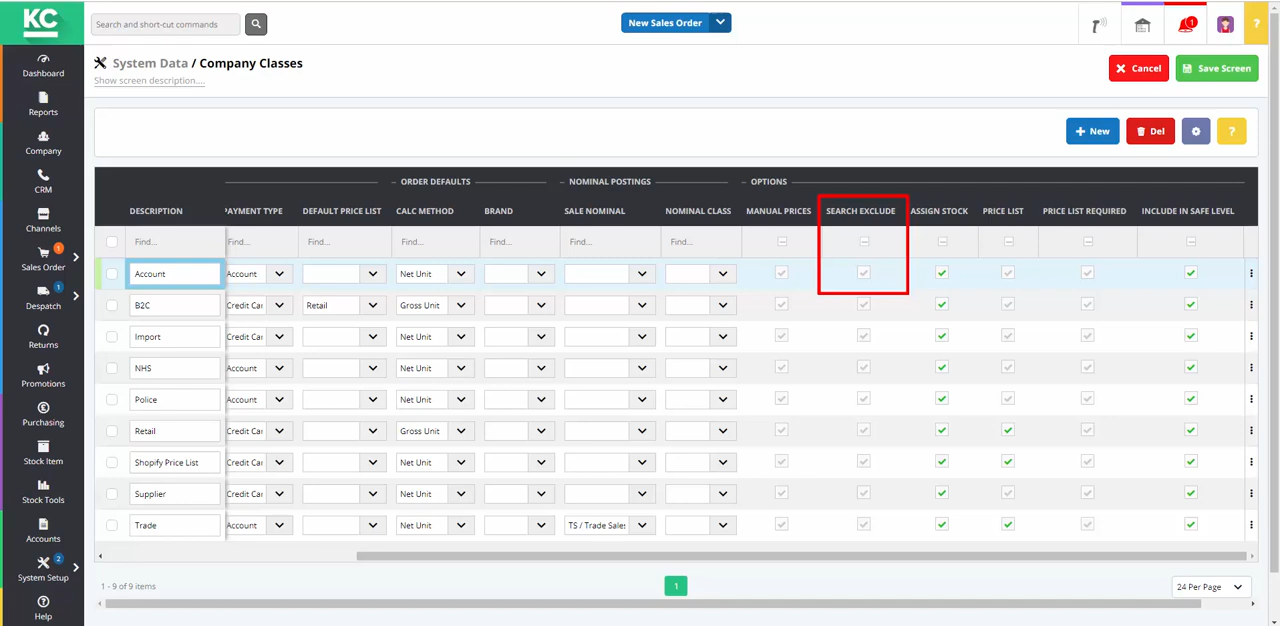 KC
Search and short-cut commands
New Sales Order
1
?
Dashboard
Reports
Company
CRM
Channels
Sales Order 1
Despatch 1
Returns
Promotions
Purchasing
Stock Item
Stock Tools
Accounts
System Setup 2
Help
System Data / Company Classes
Show screen description....
Cancel
Save Screen
New
Del
?
ORDER DEFAULTS NOMINAL POSTINGS OPTIONS
DESCRIPTION PAYMENT TYPE DEFAULT PRICE LIST CALC METHOD BRAND SALE NOMINAL NOMINAL CLASS MANUAL PRICES SEARCH EXCLUDE ASSIGN STOCK PRICE LIST PRICE LIST REQUIRED INCLUDE IN SAFE LEVEL
Find... Find... Find... Find... Find... Find... Find...
Account Account Net Unit
B2C Credit Car Retail Gross Unit
Import Credit Car Net Unit
NHS Account Net Unit
Police Account Net Unit
Retail Credit Car Gross Unit
Shopify Price List Credit Car Net Unit
Supplier Credit Car Net Unit
Trade Account Net Unit TS / Trade Sales
1 - 9 of 9 items
1
24 Per Page